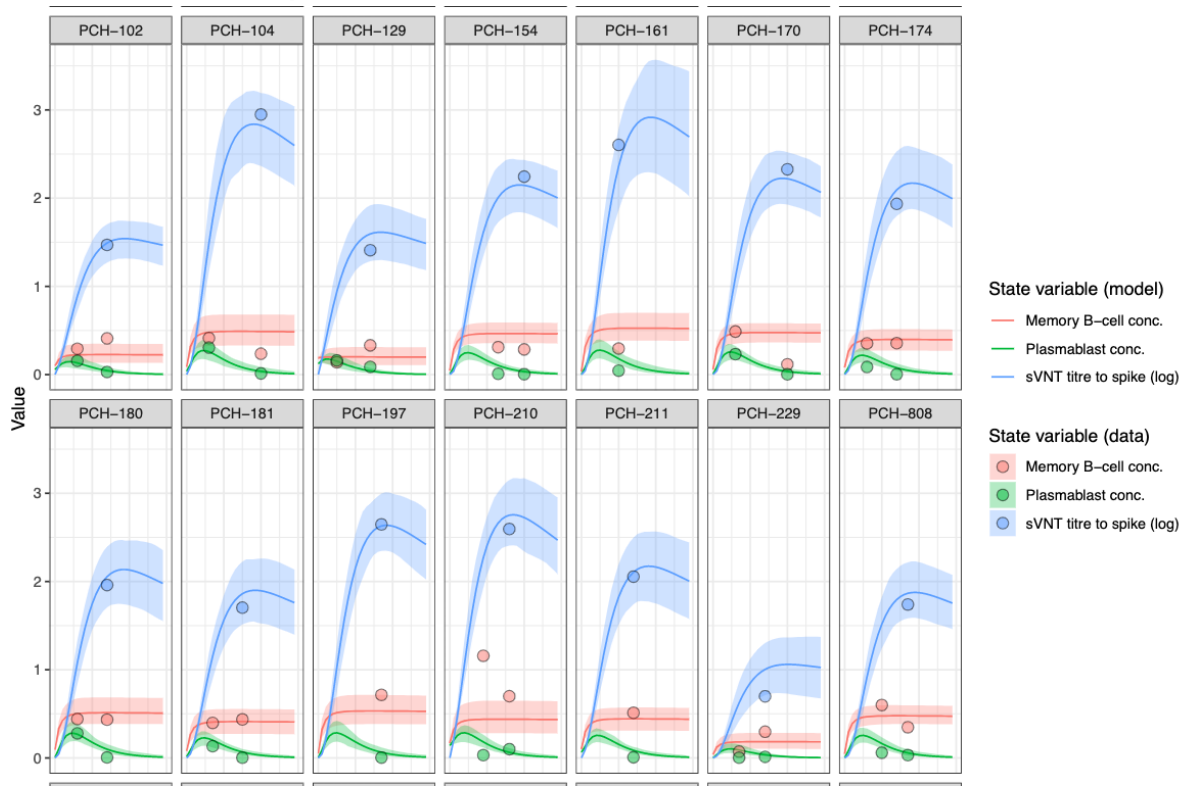 PCH−102 PCH−104 PCH−129 PCH−154 PCH−161 PCH−170 PCH−174
3
2
1
0
Value
PCH−180 PCH−181 PCH−197 PCH−210 PCH−211 PCH−229 PCH−808
3
2
1
0
State variable (model)
Memory B−cell conc.
Plasmablast conc.
sVNT titre to spike (log)
State variable (data)
Memory B−cell conc.
Plasmablast conc.
sVNT titre to spike (log)